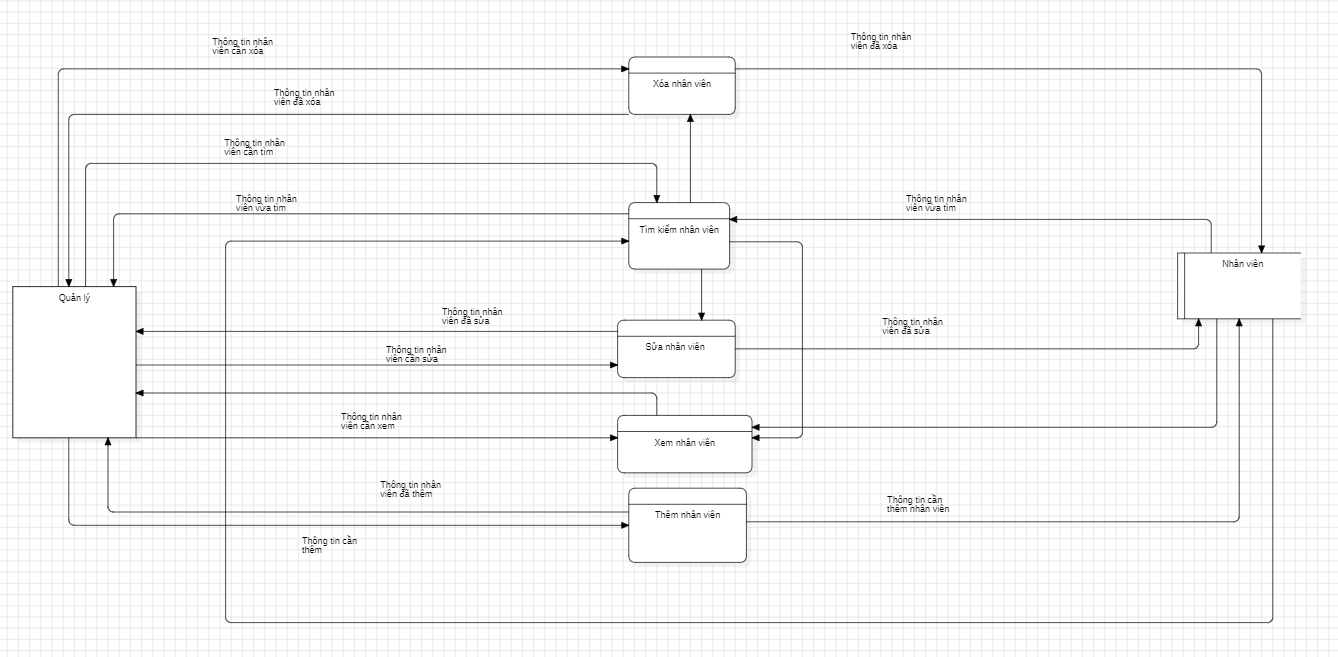 Thông tin nhân
viên cần xóa
Thông tin nhân
viên đã xóa
Xóa nhân viên
Thông tin nhân
viên đã xóa
Thông tin nhân
viên cần tìm
Thông tin nhân
viên vừa tìm
Tìm kiếm nhân viên
Thông tin nhân
viên vừa tìm
Nhân viên
Quản lý
Thông tin nhân
viên đã sửa
Thông tin nhân
viên cần sửa
Sửa nhân viên
Thông tin nhân
viên đã sửa
Thông tin nhân
viên cần xem
Xem nhân viên
Thông tin nhân
viên đã thêm
Thêm nhân viên
Thông tin cần
thêm nhân viên
Thông tin cần
thêm